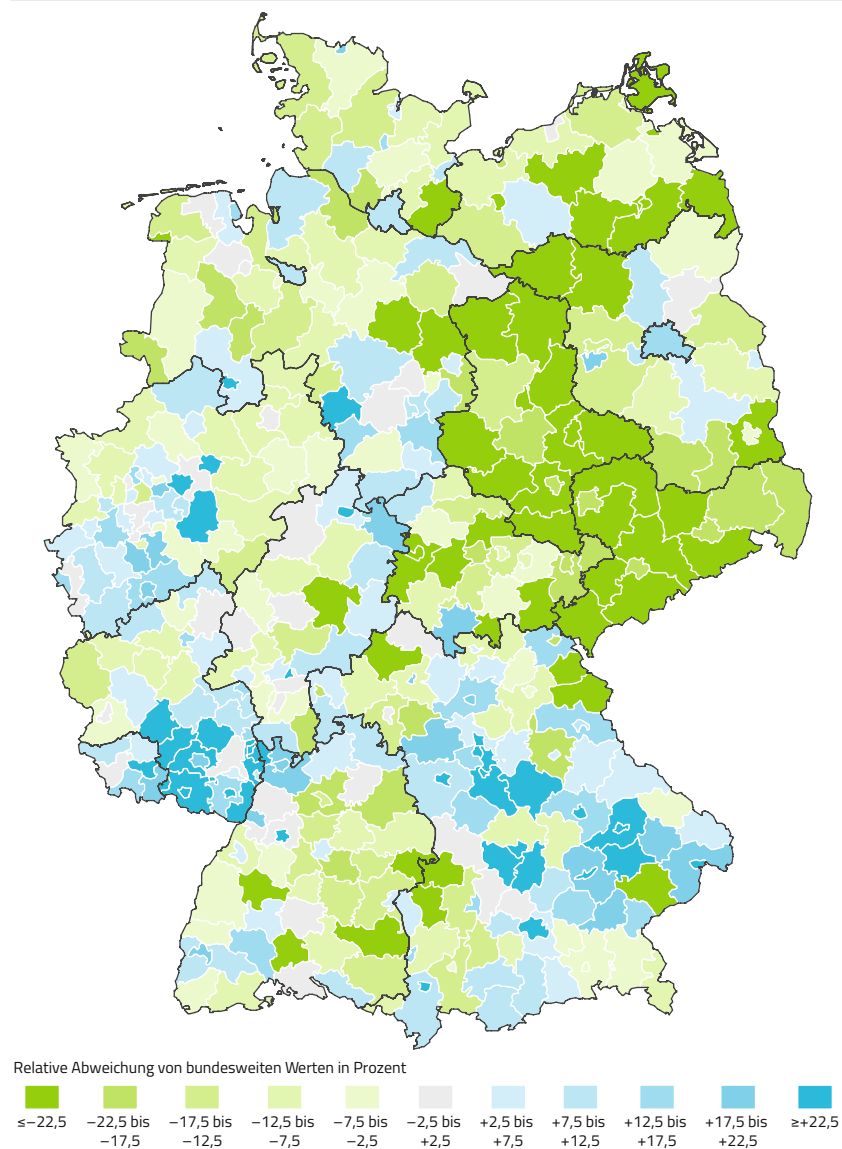 Relative Abweichung von bundesweiten Werten in Prozent
≤−22,5 −22,5 bis −17,5 bis −12,5 bis −7,5 bis −2,5 bis +2,5 bis +7,5 bis +12,5 bis +17,5 bis ≥+22,5
−17,5 −12,5 −7,5 −2,5 +2,5 +7,5 +12,5 +17,5 +22,5